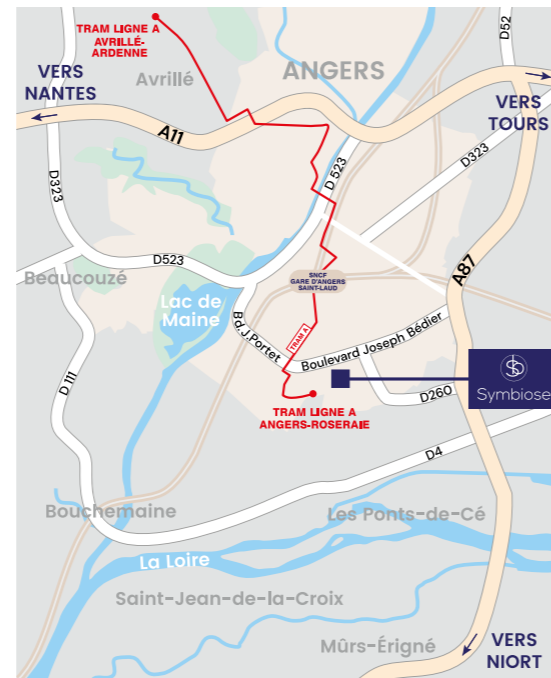 TRAM LIGNE A
AVRILLÉ-
ARDENNE
D52
ANGERS
VERS
NANTES
Avrillé
VERS
TOURS
A11
D323
D323
D 523
D523
SNCF
GARE D'ANGERS
SAINT-LAUD
A87
Beaucouzé
Lac de
Maine
Bd.J.Portet
TRAM A
Boulevard Joseph Bédier
Symbiose
D 111
D260
TRAM LIGNE A
ANGERS-ROSERAIE
D4
Bouchemaine
Les Ponts-de-Cé
La Loire
Saint-Jean-de-la-Croix
Mûrs-Érigné
VERS
NIORT